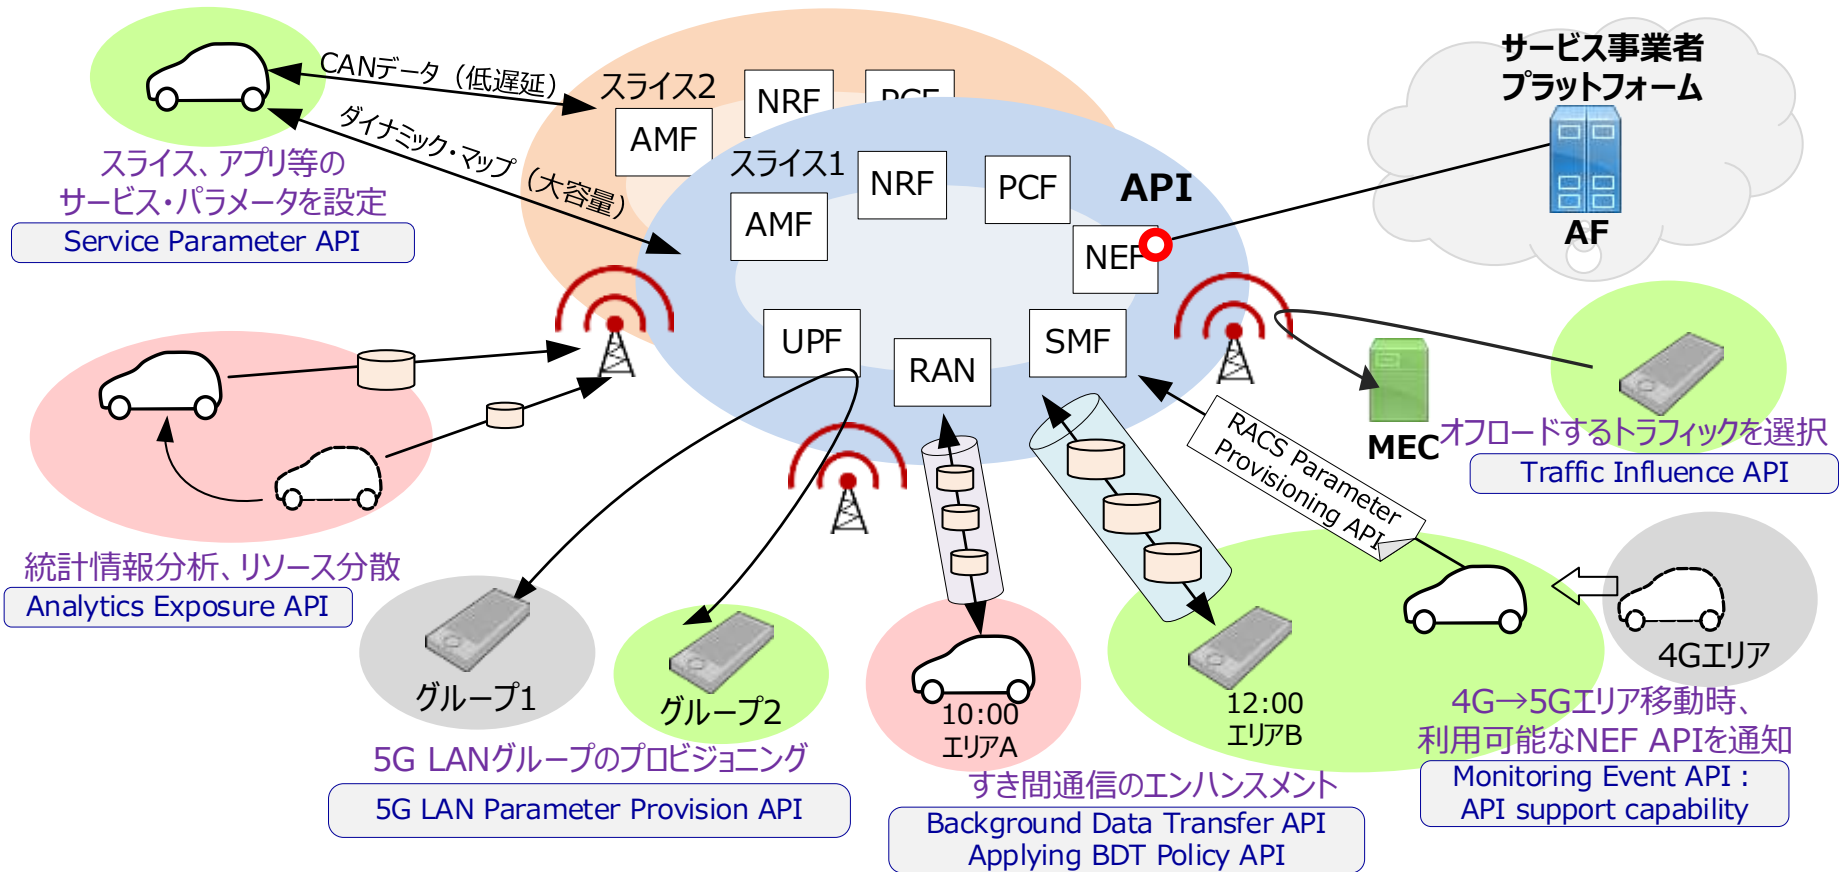 サービス事業者
プラットフォーム
AF
API
CANデータ（低遅延）
ダイナミック・マップ（大容量）
スライス2
NRF
PCF
AMF
スライス1
NRF
PCF
AMF
NEF
UPF
RAN
SMF
スライス、アプリ等の
サービス・パラメータを設定
Service Parameter API
統計情報分析、リソース分散
Analytics Exposure API
グループ1
グループ2
5G LANグループのプロビジョニング
5G LAN Parameter Provision API
10:00
エリアA
12:00
エリアB
すき間通信のエンハンスメント
Background Data Transfer API
Applying BDT Policy API
RACS Parameter
Provisioning API
MEC
オフロードするトラフィックを選択
Traffic Influence API
4Gエリア
4G→5Gエリア移動時、
利用可能なNEF APIを通知
Monitoring Event API :
API support capability